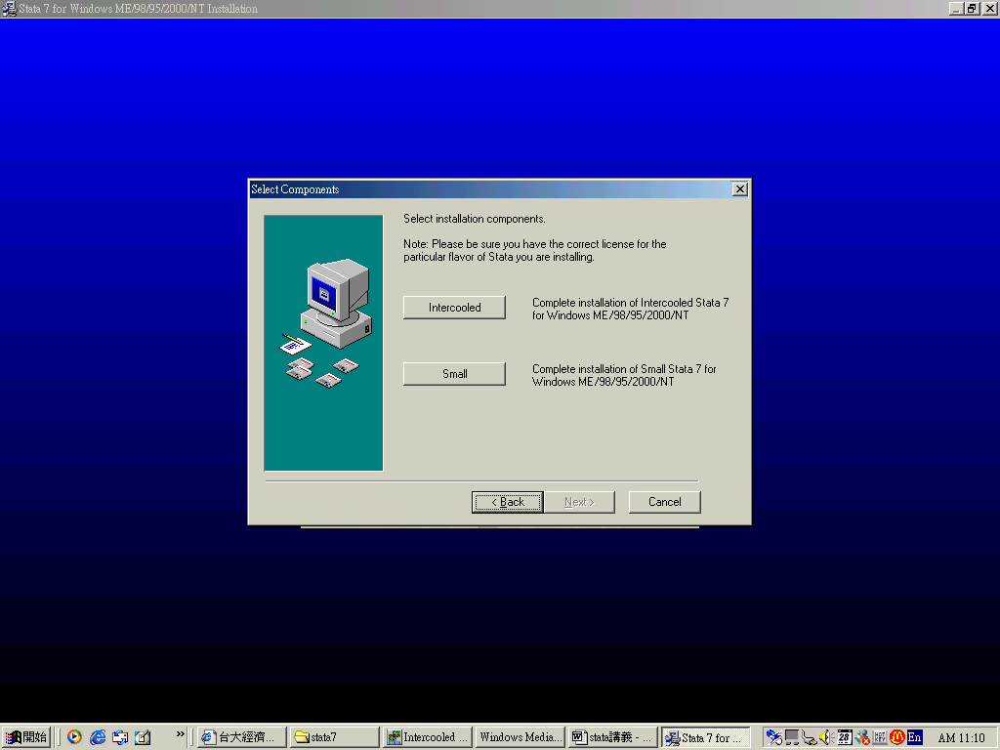 Stata 7 for Windows ME/98/95/2000/NT Installation
Select Components
Select installation components.
Note: Please be sure you have the correct license for the
particular flavor of Stata you are installing.
Intercooled
Complete installation of Intercooled Stata 7
for Windows ME/98/95/2000/NT
Small
Complete installation of Small Stata 7 for
Windows ME/98/95/2000/NT
< Back
Next >
Cancel
開始
»
台大經濟...
stata7
Intercooled ...
Windows Media...
stata講義 - ...
Stata 7 for ...
28
En
AM 11:10